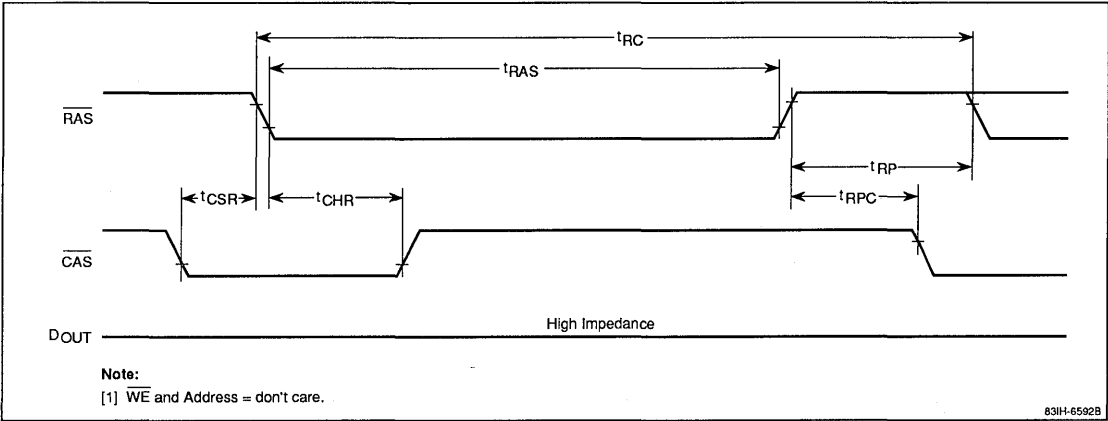 tRC
tRAS
RAS
tRP
tCSR
tCHR
tRPC
CAS
High Impedance
DOUT
Note:
[1] WE and Address = don't care.
83IH-6592B